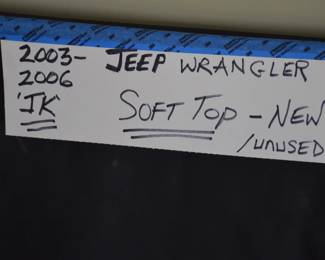 2003- JEEP WRANGLER
2006
'JK' SOFT TOP - NEW
/UNUSED